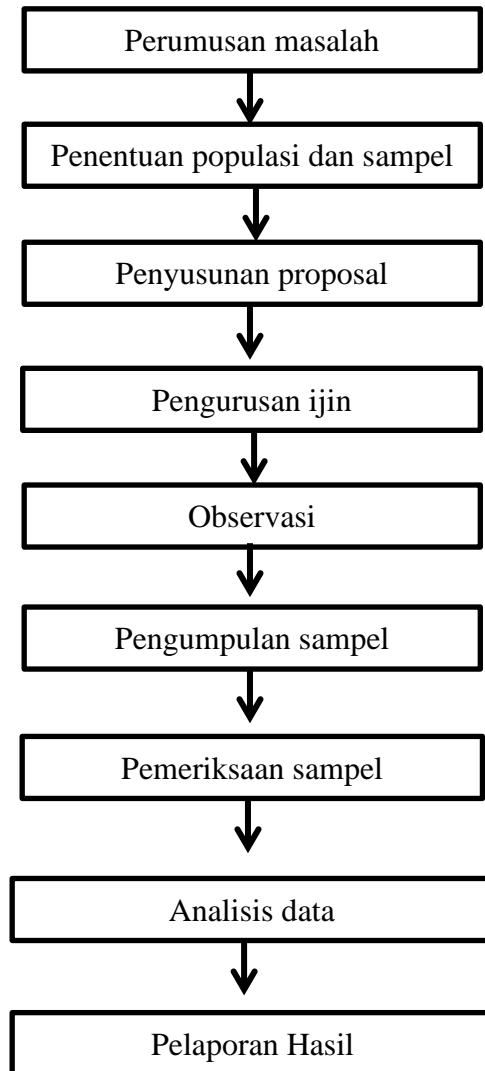 Perumusan masalah
Penentuan populasi dan sampel
Penyusunan proposal
Pengurusan ijin
Observasi
Pengumpulan sampel
Pemeriksaan sampel
Analisis data
Pelaporan Hasil